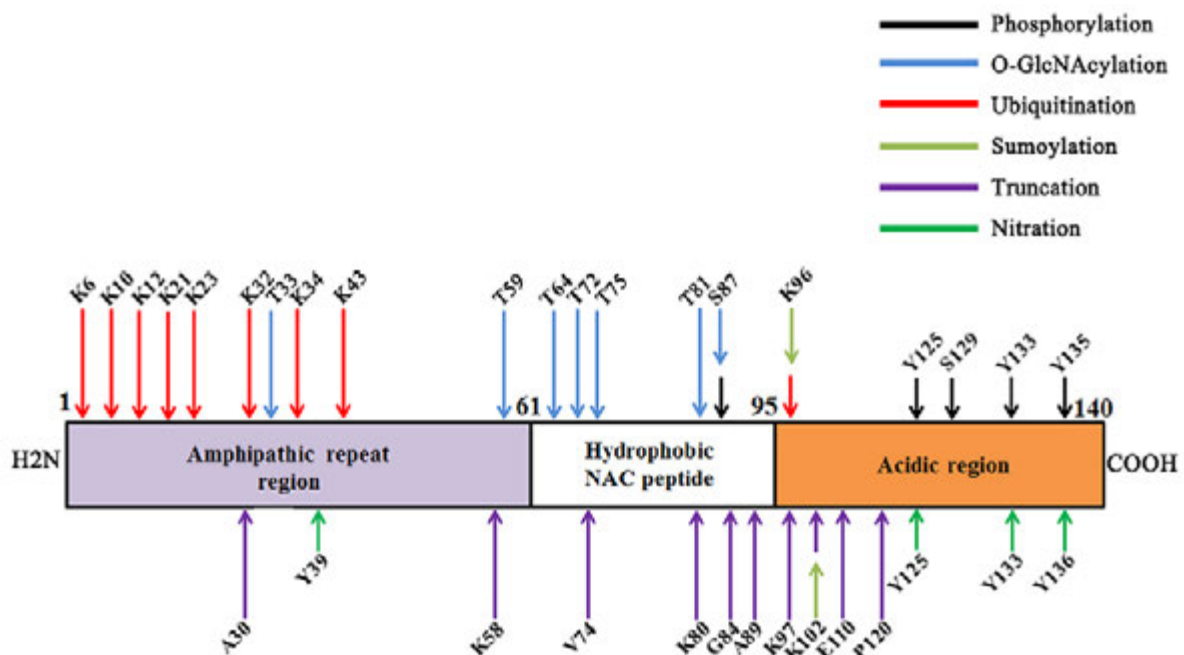 Phosphorylation
O-GlcNAcylation
Ubiquitination
Sumoylation
Truncation
Nitration
K6 K10 K12 K21 K23 K32 T33 K34 K43 T59 T64 T72 T75 T81 S87 K96
Y125 S129 Y133 Y135
1 61 95 140
H2N Amphipathic repeat region Hydrophobic NAC peptide Acidic region COOH
Y39 Y125 Y133 Y136
A30 K58 V74 K80 G84 A89 K97 K102 E110 P120